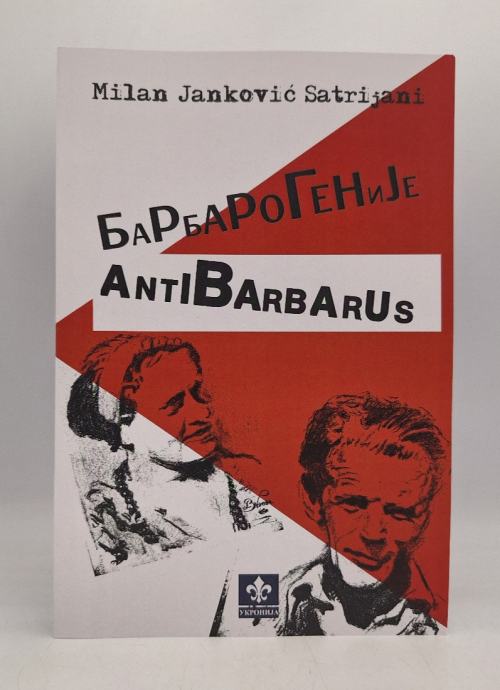 Milan Janković Satrijani
БаРбаРоГЕНиЈЕ
ANTIBARBARUS
УКРОНИЈА